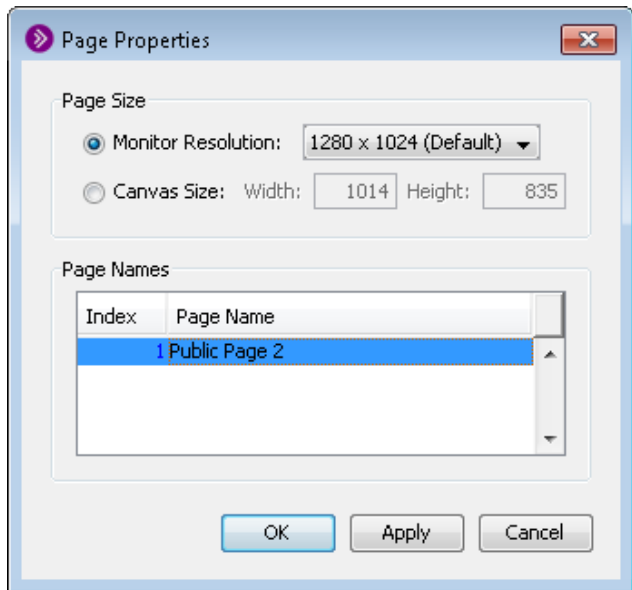 Page Properties
Page Size
Monitor Resolution: 1280 x 1024 (Default)
Canvas Size: Width: 1014 Height: 835
Page Names
Index Page Name
1 Public Page 2
OK Apply Cancel